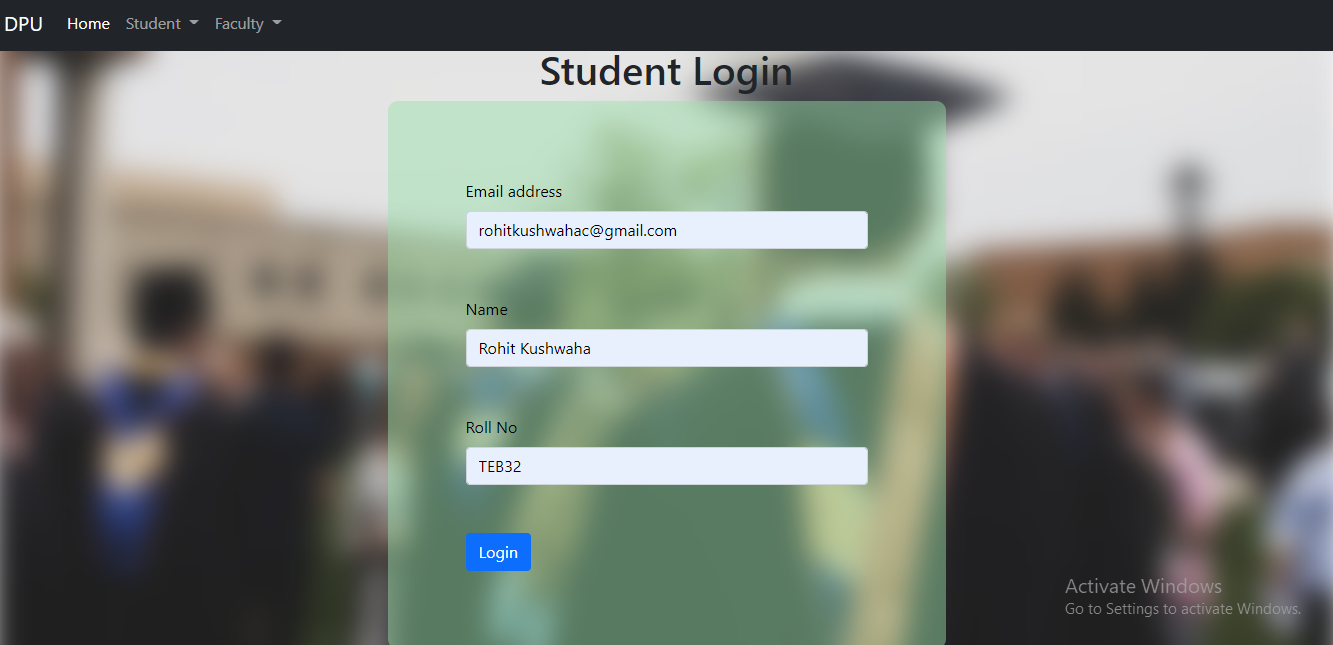 DPU Home Student Faculty
Student Login
Email address
rohitkushwahac@gmail.com
Name
Rohit Kushwaha
Roll No
TEB32
Login
Activate Windows
Go to Settings to activate Windows.